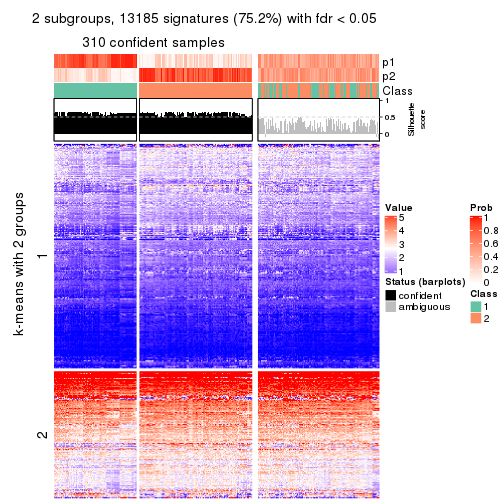 2 subgroups, 13185 signatures (75.2%) with fdr < 0.05
310 confident samples
p1
p2
Class
1
0.5
0
Silhouette
score
k-means with 2 groups
1
2
Value
5
4
3
2
1
Status (barplots)
confident
ambiguous
Prob
1
0.8
0.6
0.4
0.2
0
Class
1
2